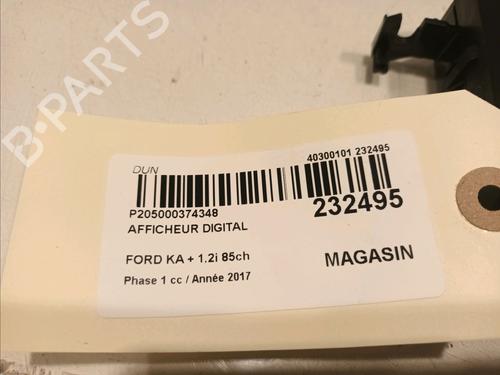 B-PARTS
DUN
40300101 232495
P205000374348
232495
AFFICHEUR DIGITAL
FORD KA + 1.2i 85ch
MAGASIN
Phase 1 cc / Année 2017